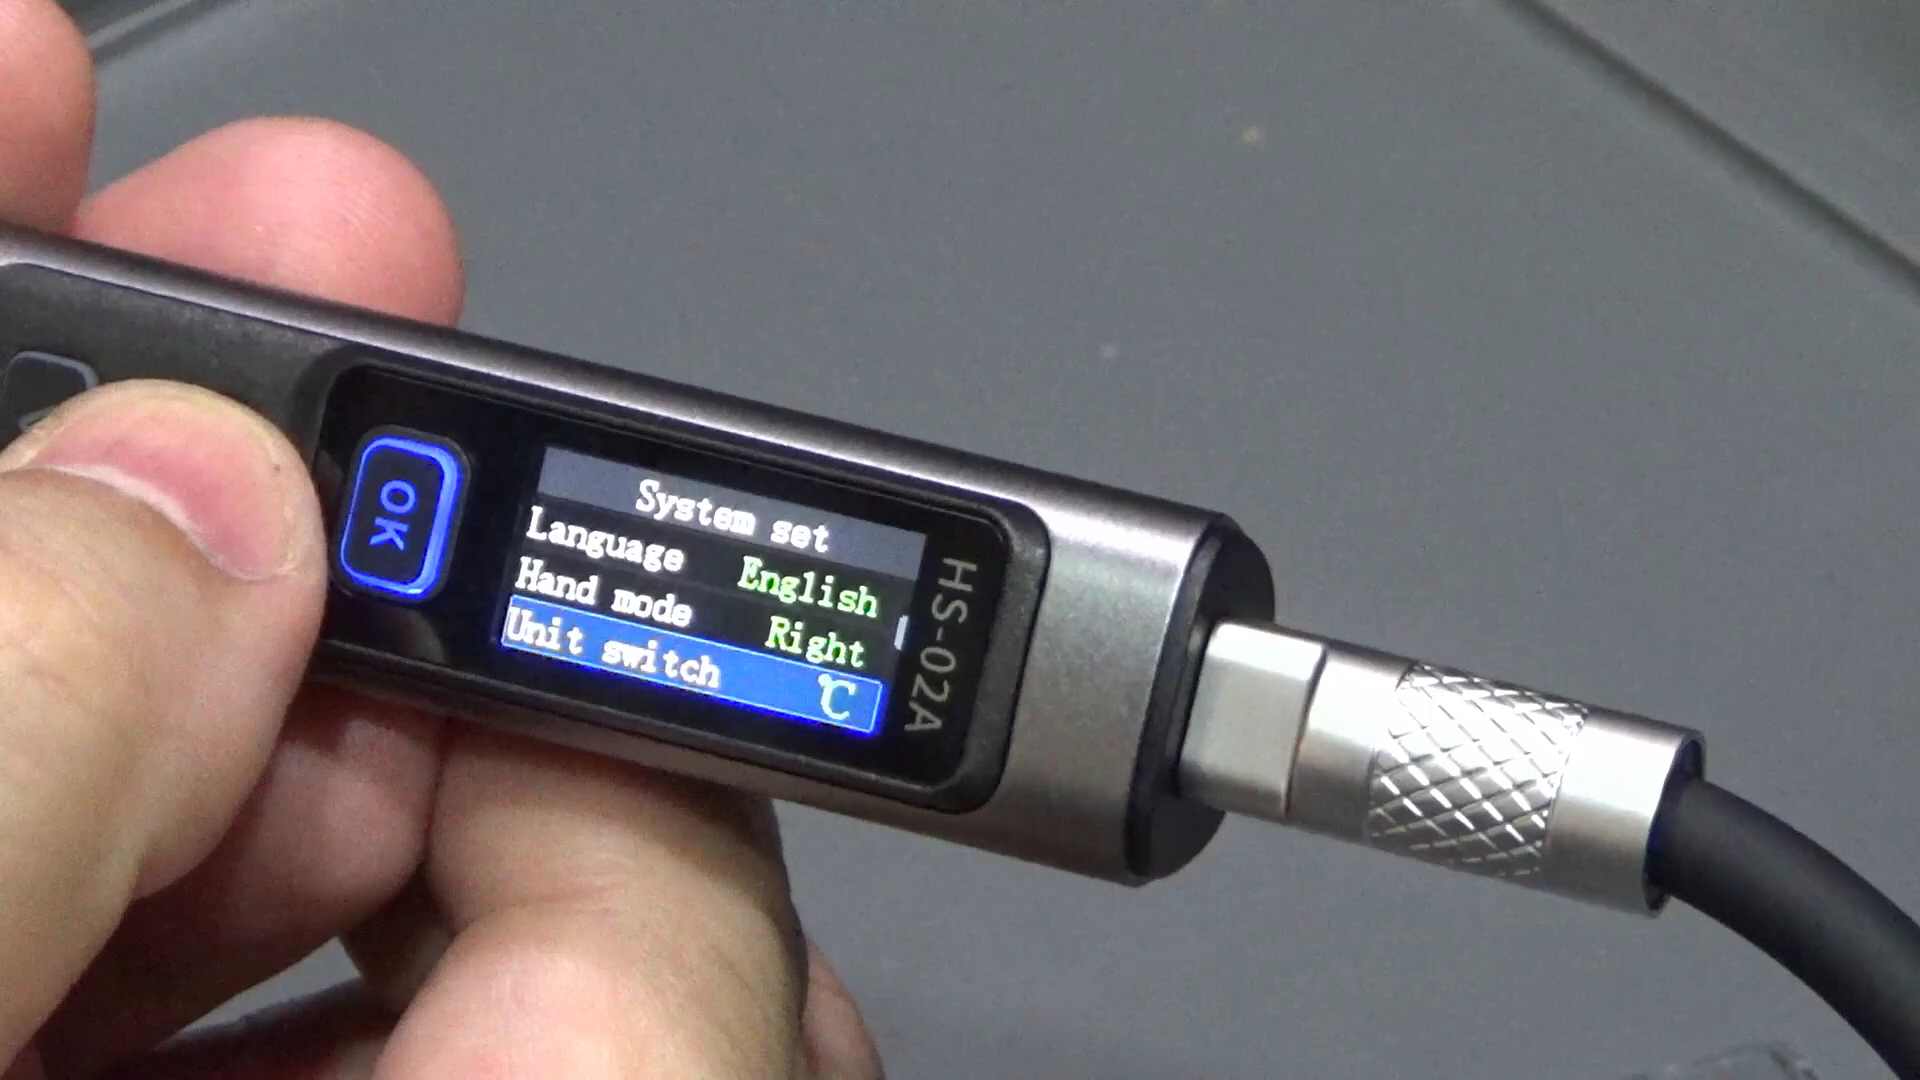 OK
System set
Language English
Hand mode Right
Unit switch ℃
HS-02A